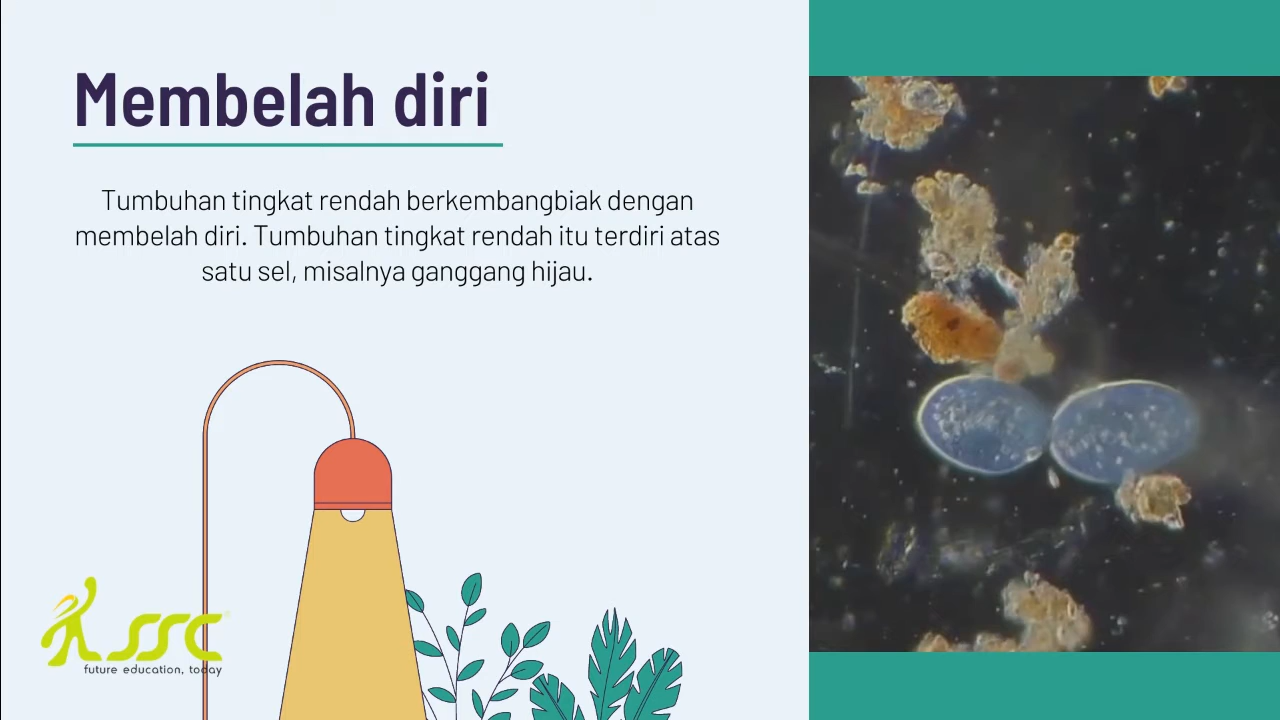 Membelah diri
Tumbuhan tingkat rendah berkembangbiak dengan
membelah diri. Tumbuhan tingkat rendah itu terdiri atas
satu sel, misalnya ganggang hijau.
SSC
future education, today